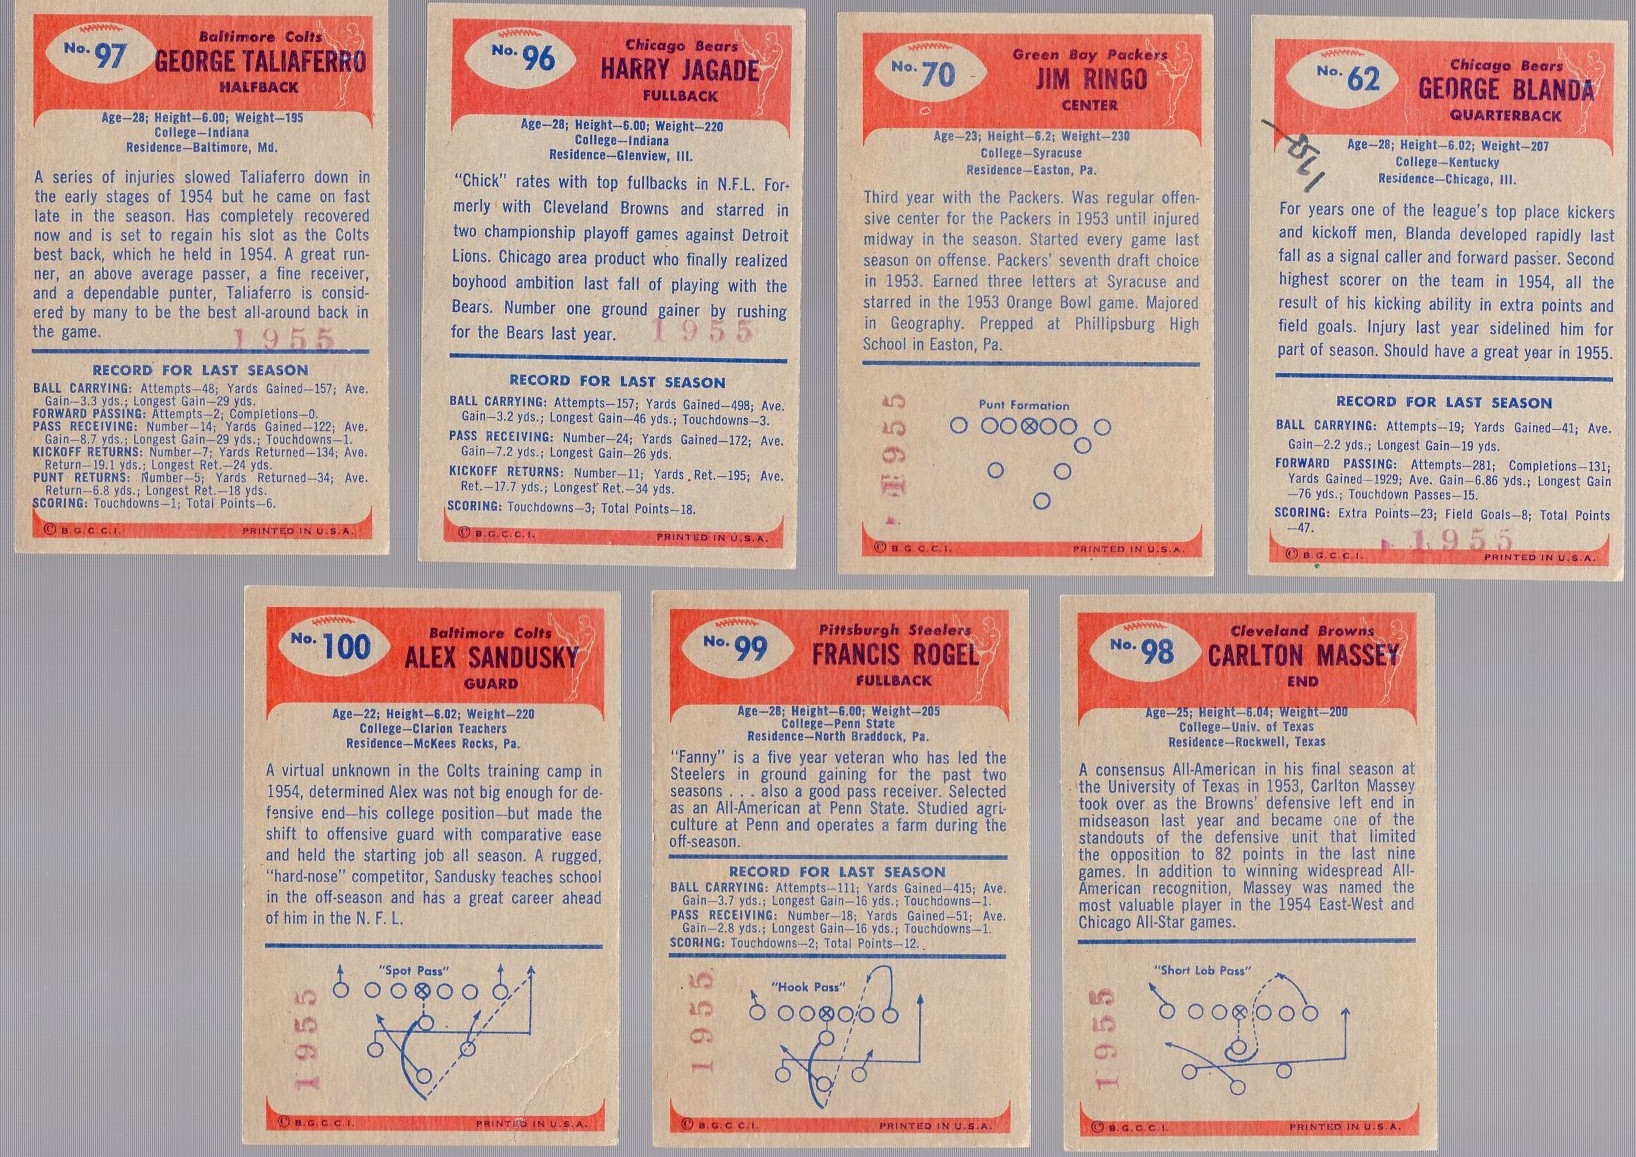 No. 97
Baltimore Colts
GEORGE TALIAFERRO
HALFBACK
Age—28; Height—6.00; Weight—195
College—Indiana
Residence—Baltimore, Md.
A series of injuries slowed Taliaferro down in
the early stages of 1954 but he came on fast
late in the season. Has completely recovered
now and is set to regain his slot as the Colts
best back, which he held in 1954. A great run-
ner, an above average passer, a fine receiver,
and a dependable punter, Taliaferro is consid-
ered by many to be the best all-around back in
the game.
1955
RECORD FOR LAST SEASON
BALL CARRYING: Attempts—48; Yards Gained—157; Ave.
Gain—3.3 yds.; Longest Gain—29 yds.
FORWARD PASSING: Attempts—2; Completions—0.
PASS RECEIVING: Number—14; Yards Gained—122; Ave.
Gain—8.7 yds.; Longest Gain—29 yds.; Touchdowns—1.
KICKOFF RETURNS: Number—7; Yards Returned—134; Ave.
Return—19.1 yds.; Longest Ret.—24 yds.
PUNT RETURNS: Number—5; Yards Returned—34; Ave.
Return—6.8 yds.; Longest Ret.—18 yds.
SCORING: Touchdowns—1; Total Points—6.
© B.G.C.C.I. PRINTED IN U.S.A.
No. 96
Chicago Bears
HARRY JAGADE
FULLBACK
Age—28; Height—6.00; Weight—220
College—Indiana
Residence—Glenview, Ill.
"Chick" rates with top fullbacks in N.F.L. For-
merly with Cleveland Browns and starred in
two championship playoff games against Detroit
Lions. Chicago area product who finally realized
boyhood ambition last fall of playing with the
Bears. Number one ground gainer by rushing
for the Bears last year.
1955
RECORD FOR LAST SEASON
BALL CARRYING: Attempts—157; Yards Gained—498; Ave.
Gain—3.2 yds.; Longest Gain—46 yds.; Touchdowns—3.
PASS RECEIVING: Number—24; Yards Gained—172; Ave.
Gain—7.2 yds.; Longest Gain—26 yds.
KICKOFF RETURNS: Number—11; Yards Ret.—195; Ave.
Ret.—17.7 yds.; Longest Ret.—34 yds.
SCORING: Touchdowns—3; Total Points—18.
© B.G.C.C.I. PRINTED IN U.S.A.
No. 70
Green Bay Packers
JIM RINGO
CENTER
Age—23; Height—6.2; Weight—230
College—Syracuse
Residence—Easton, Pa.
Third year with the Packers. Was regular offen-
sive center for the Packers in 1953 until injured
midway in the season. Started every game last
season on offense. Packers' seventh draft choice
in 1953. Earned three letters at Syracuse and
starred in the 1953 Orange Bowl game. Majored
in Geography. Prepped at Phillipsburg High
School in Easton, Pa.
Punt Formation
1955
© B.G.C.C.I. PRINTED IN U.S.A.
No. 62
Chicago Bears
GEORGE BLANDA
QUARTERBACK
Age—28; Height—6.02; Weight—207
College—Kentucky
Residence—Chicago, Ill.
For years one of the league's top place kickers
and kickoff men, Blanda developed rapidly last
fall as a signal caller and forward passer. Second
highest scorer on the team in 1954, all the
result of his kicking ability in extra points and
field goals. Injury last year sidelined him for
part of season. Should have a great year in 1955.
RECORD FOR LAST SEASON
BALL CARRYING: Attempts—19; Yards Gained—41; Ave.
Gain—2.2 yds.; Longest Gain—19 yds.
FORWARD PASSING: Attempts—281; Completions—131;
Yards Gained—1929; Ave. Gain—6.86 yds.; Longest Gain
—76 yds.; Touchdown Passes—15.
SCORING: Extra Points—23; Field Goals—8; Total Points
—47.
1955
© B.G.C.C.I. PRINTED IN U.S.A.
No. 100
Baltimore Colts
ALEX SANDUSKY
GUARD
Age—22; Height—6.02; Weight—220
College—Clarion Teachers
Residence—McKees Rocks, Pa.
A virtual unknown in the Colts training camp in
1954, determined Alex was not big enough for de-
fensive end—his college position—but made the
shift to offensive guard with comparative ease
and held the starting job all season. A rugged,
"hard-nose" competitor, Sandusky teaches school
in the off-season and has a great career ahead
of him in the N. F. L.
"Spot Pass"
1955
© B.G.C.C.I. PRINTED IN U.S.A.
No. 99
Pittsburgh Steelers
FRANCIS ROGEL
FULLBACK
Age—28; Height—6.00; Weight—205
College—Penn State
Residence—North Braddock, Pa.
"Fanny" is a five year veteran who has led the
Steelers in ground gaining for the past two
seasons . . . also a good pass receiver. Selected
as an All-American at Penn State. Studied agri-
culture at Penn and operates a farm during the
off-season.
RECORD FOR LAST SEASON
BALL CARRYING: Attempts—111; Yards Gained—415; Ave.
Gain—3.7 yds.; Longest Gain—16 yds.; Touchdowns—1.
PASS RECEIVING: Number—18; Yards Gained—51; Ave.
Gain—2.8 yds.; Longest Gain—16 yds.; Touchdowns—1.
SCORING: Touchdowns—2; Total Points—12.
"Hook Pass"
1955
© B.G.C.C.I. PRINTED IN U.S.A.
No. 98
Cleveland Browns
CARLTON MASSEY
END
Age—25; Height—6.04; Weight—200
College—Univ. of Texas
Residence—Rockwell, Texas
A consensus All-American in his final season at
the University of Texas in 1953, Carlton Massey
took over as the Browns' defensive left end in
midseason last year and became one of the
standouts of the defensive unit that limited
the opposition to 82 points in the last nine
games. In addition to winning widespread All-
American recognition, Massey was named the
most valuable player in the 1954 East-West and
Chicago All-Star games.
"Short Lob Pass"
1955
© B.G.C.C.I. PRINTED IN U.S.A.